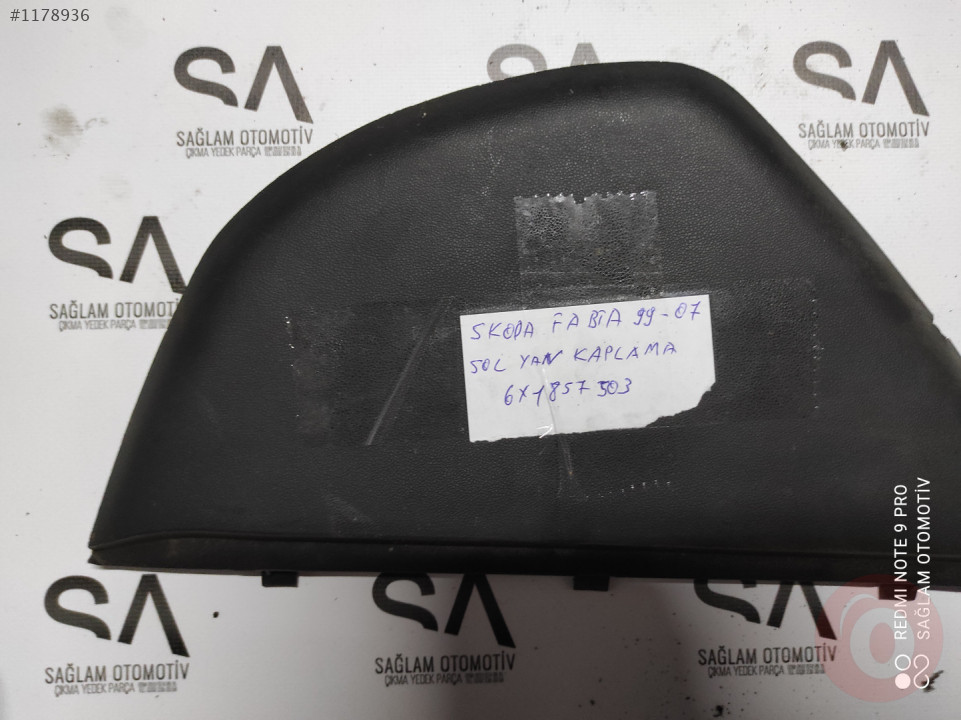 #1178936
SA
SAĞLAM OTOMOTİV
ÇIKMA YEDEK PARÇA
SAĞLAM OTOMOTİV
SA
SAĞLAM OTOMOTİV
SKODA FABİA 99-07
SOL YAN KAPLAMA
6X1857503
SA
SAĞLAM OTOMOTİV
ÇIKMA YEDEK PARÇA
SA
SAĞLAM OTOMOTİV
ÇIKMA YEDEK PARÇA
SA
SAĞLAM OTOMOTİV
ÇIKMA YEDEK PARÇA
REDMI NOTE 9 PRO
SAĞLAM OTOMOTİV